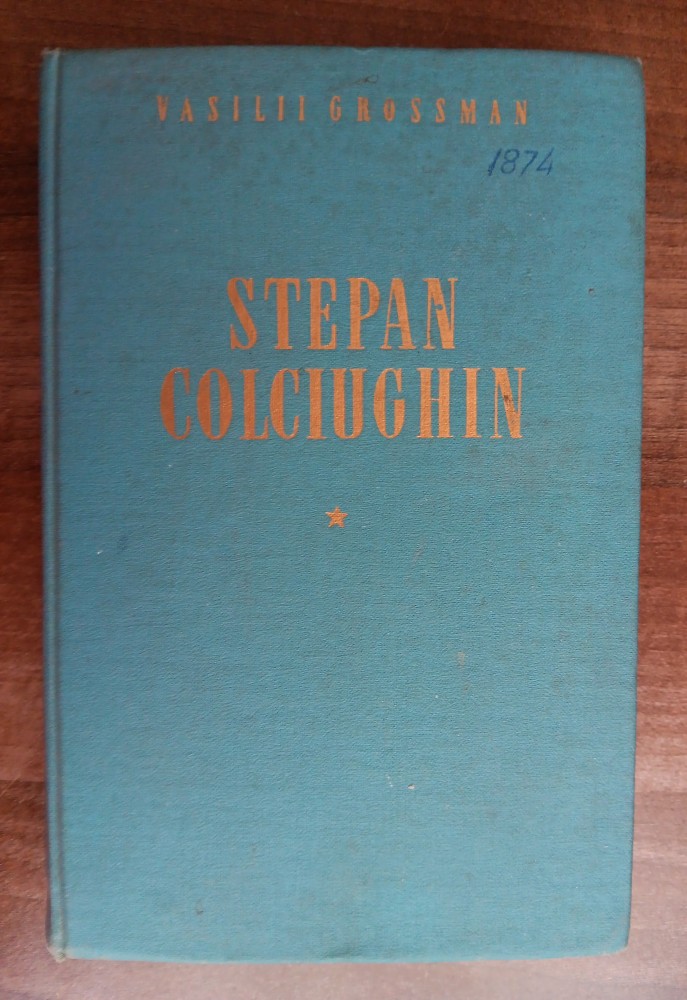 VASILII GROSSMAN
1874
STEPAN
COLCIUGHIN